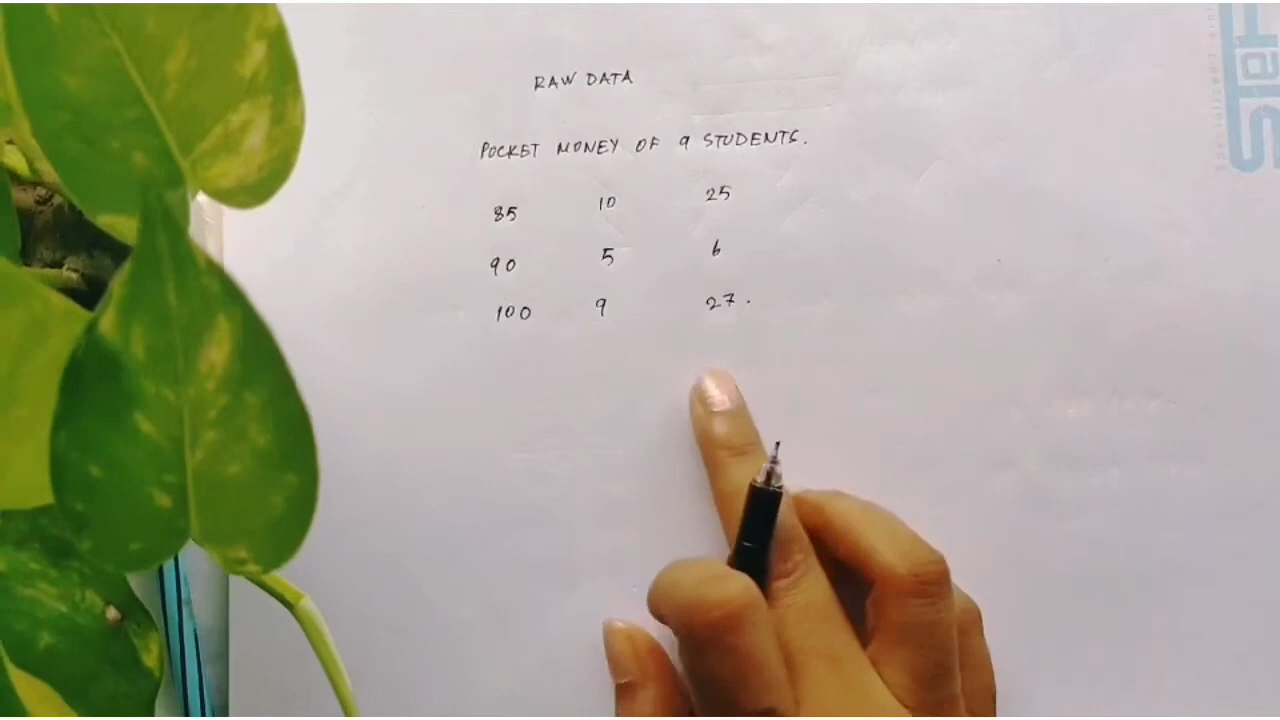 RAW DATA
POCKET MONEY OF 9 STUDENTS.
85 10 25
90 5 6
100 9 27.